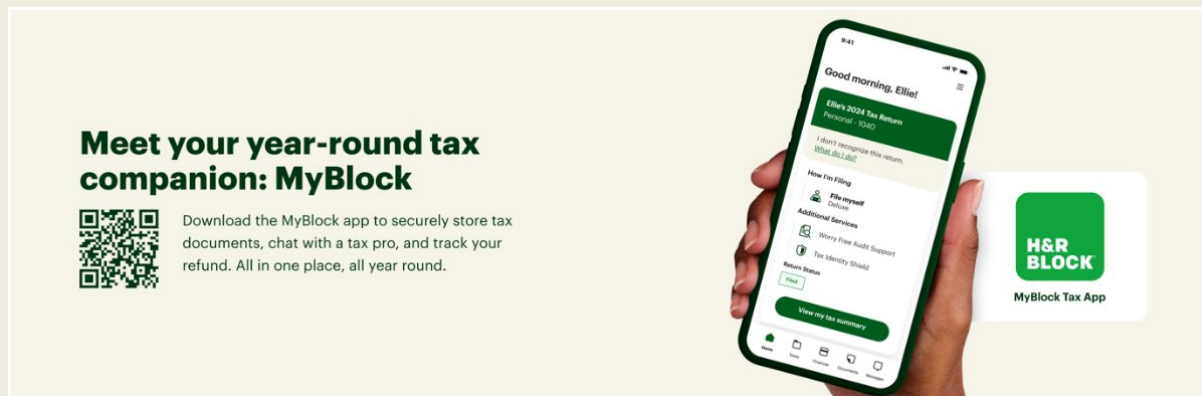 Meet your year-round tax
companion: MyBlock
Download the MyBlock app to securely store tax
documents, chat with a tax pro, and track your
refund. All in one place, all year round.
9:41
Good morning, Ellie!
Ellie's 2024 Tax Return
Personal - 1040
I don't recognize this return.
What do I do?
How I'm Filing
File myself
Deluxe
Additional Services
Worry Free Audit Support
Tax Identity Shield
Return Status
Filed
View my tax summary
Home
Taxes
Finances
Documents
Messages
H&R
BLOCK
MyBlock Tax App